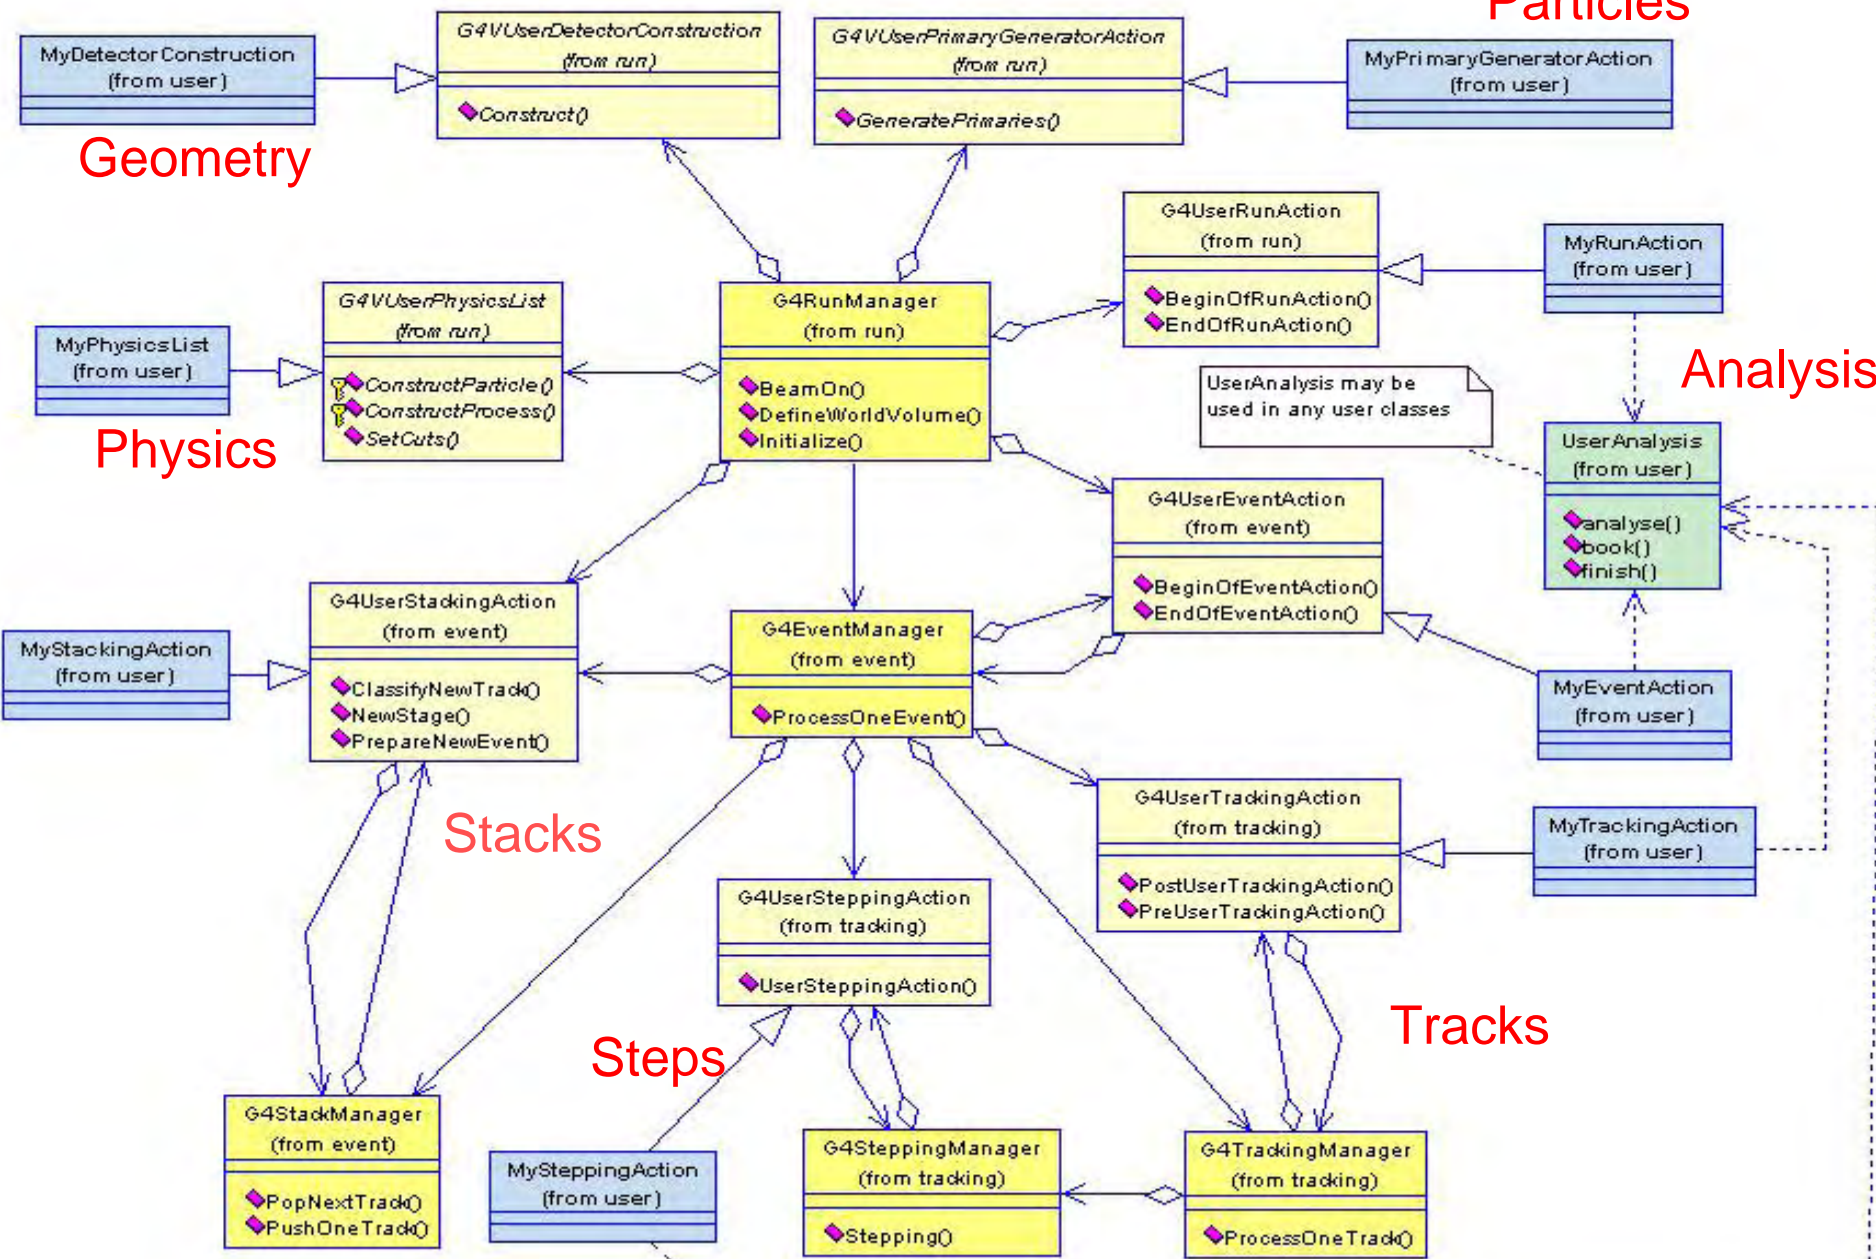 Particles
MyDetectorConstruction
(from user)
G4VUserDetectorConstruction
(from run)
Construct()
G4VUserPrimaryGeneratorAction
(from run)
GeneratePrimaries()
MyPrimaryGeneratorAction
(from user)
Geometry
G4UserRunAction
(from run)
BeginOfRunAction()
EndOfRunAction()
MyRunAction
(from user)
G4VUserPhysicsList
(from run)
ConstructParticle()
ConstructProcess()
SetCuts()
G4RunManager
(from run)
BeamOn()
DefineWorldVolume()
Initialize()
MyPhysicsList
(from user)
Physics
UserAnalysis may be
used in any user classes
Analysis
UserAnalysis
(from user)
analyse()
book()
finish()
G4UserEventAction
(from event)
BeginOfEventAction()
EndOfEventAction()
G4UserStackingAction
(from event)
ClassifyNewTrack()
NewStage()
PrepareNewEvent()
MyStackingAction
(from user)
G4EventManager
(from event)
ProcessOneEvent()
MyEventAction
(from user)
Stacks
G4UserTrackingAction
(from tracking)
PostUserTrackingAction()
PreUserTrackingAction()
MyTrackingAction
(from user)
G4UserSteppingAction
(from tracking)
UserSteppingAction()
Steps
Tracks
G4StackManager
(from event)
PopNextTrack()
PushOneTrack()
MySteppingAction
(from user)
G4SteppingManager
(from tracking)
Stepping()
G4TrackingManager
(from tracking)
ProcessOneTrack()